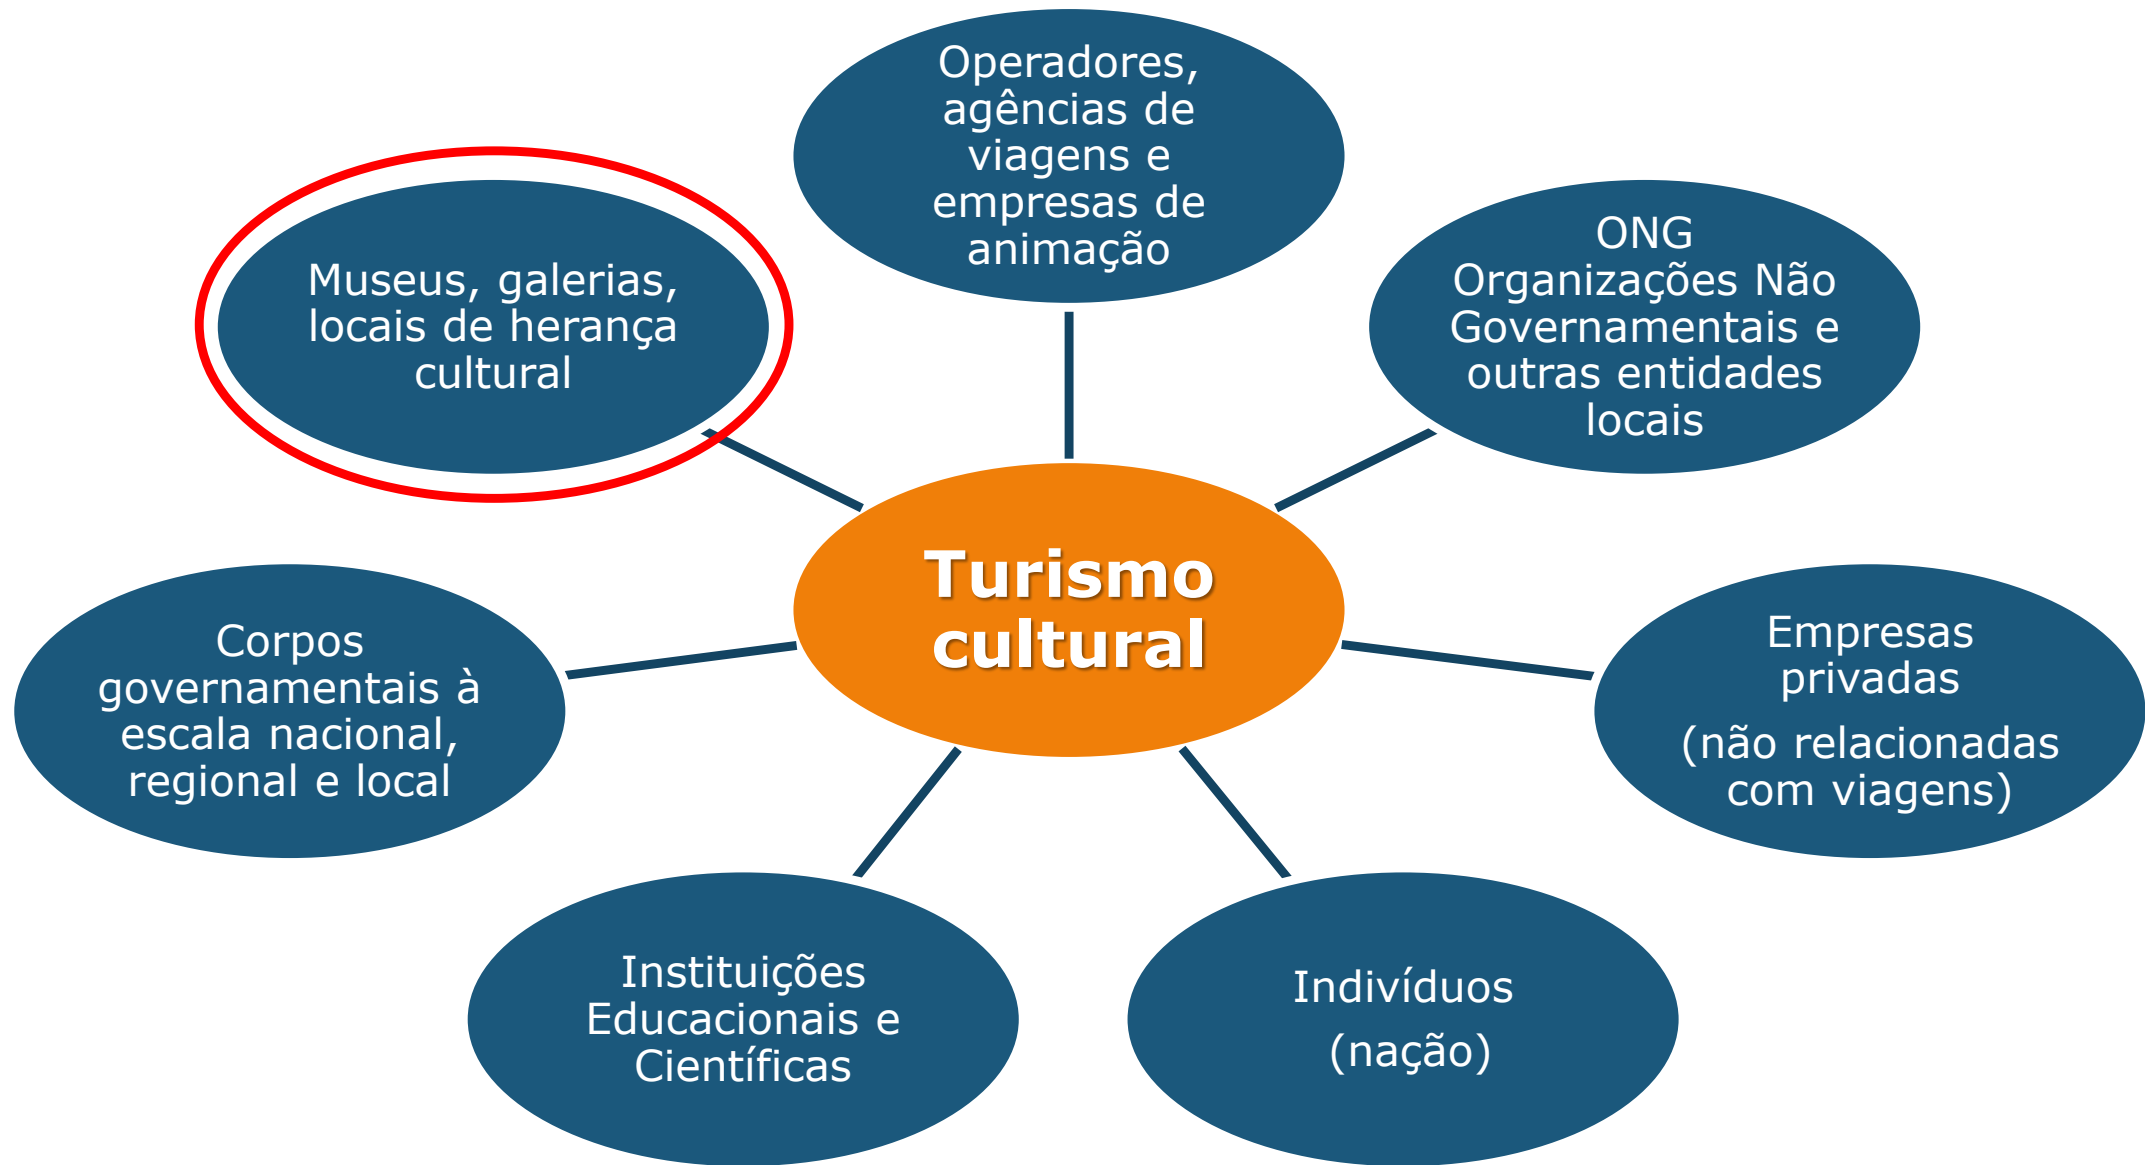 Operadores,
agências de
viagens e
empresas de
animação
Museus, galerias,
locais de herança
cultural
ONG
Organizações Não
Governamentais e
outras entidades
locais
Turismo
cultural
Corpos
governamentais à
escala nacional,
regional e local
Empresas
privadas
(não relacionadas
com viagens)
Instituições
Educacionais e
Científicas
Indivíduos
(nação)